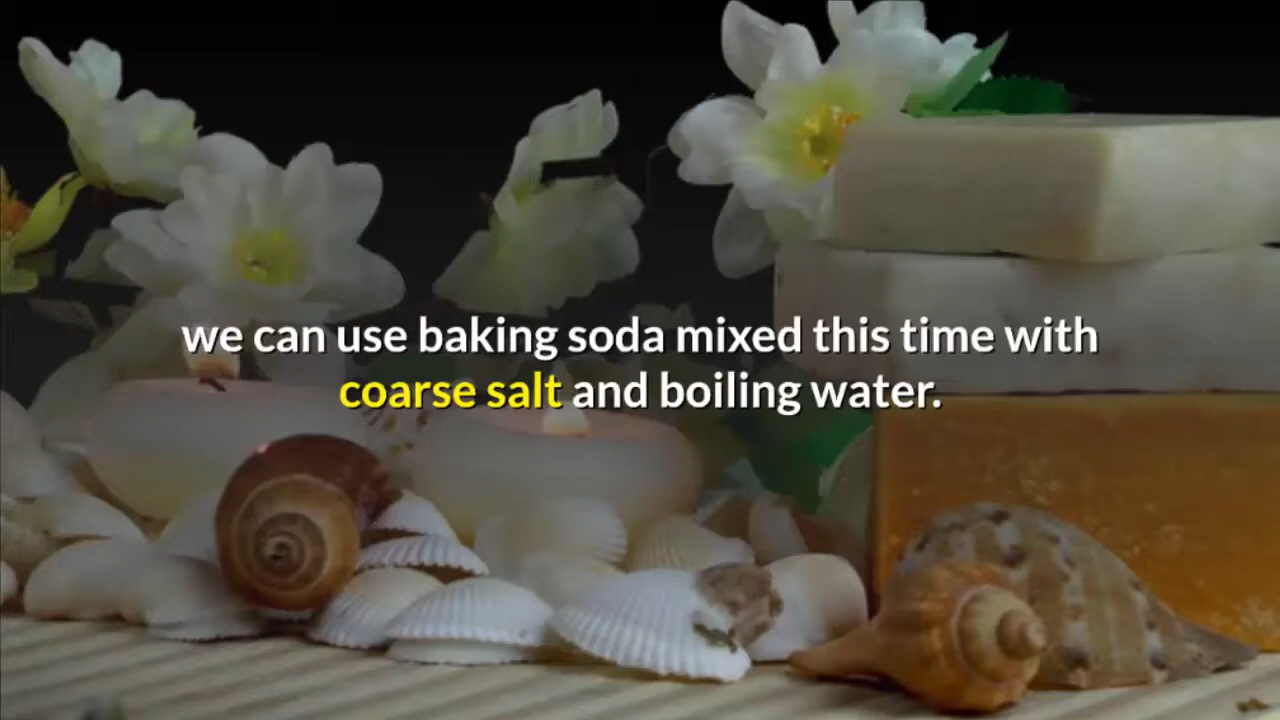 we can use baking soda mixed this time with
coarse salt and boiling water.